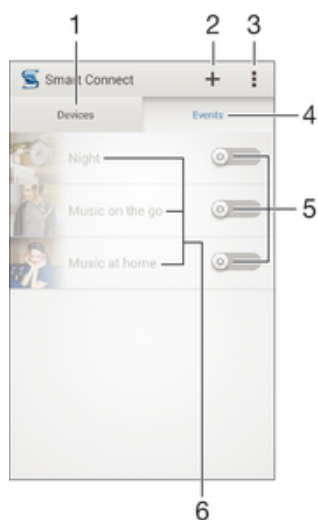 1 2 3
Smart Connect
Devices Events 4
Night
Music on the go 5
Music at home
6